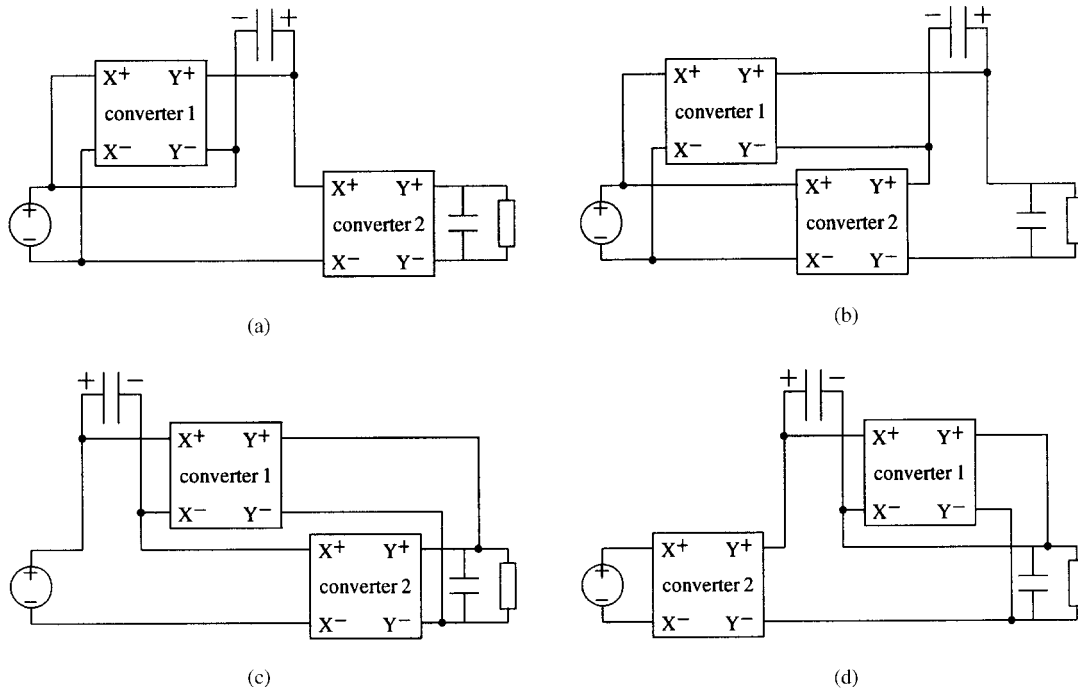 − +
X+ Y+
converter 1
X− Y−
+
−
X+ Y+
converter 2
X− Y−
(a)
− +
X+ Y+
converter 1
X− Y−
+
−
X+ Y+
converter 2
X− Y−
(b)
+ −
X+ Y+
converter 1
X− Y−
+
−
X+ Y+
converter 2
X− Y−
(c)
+ −
X+ Y+
converter 1
X− Y−
+
−
X+ Y+
converter 2
X− Y−
(d)